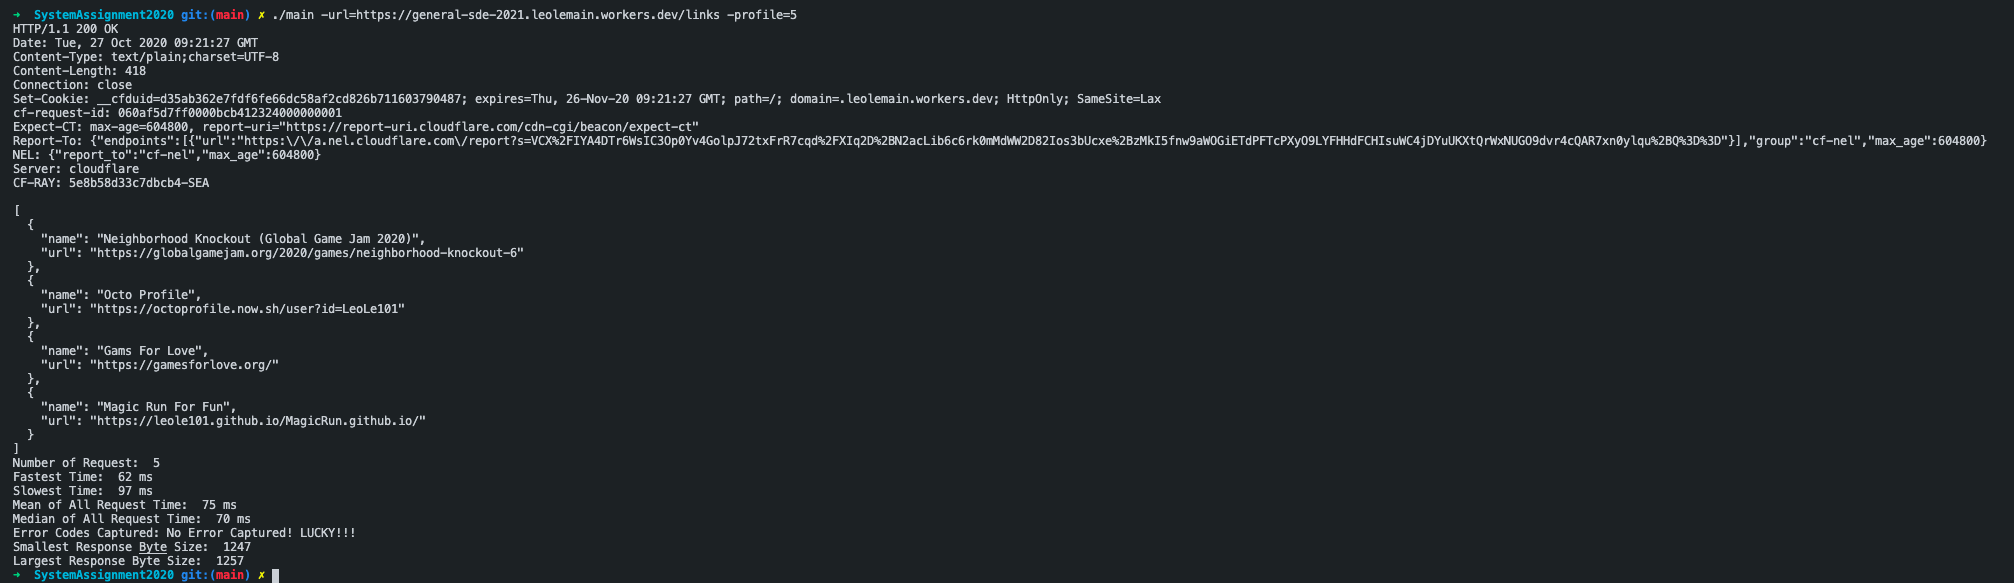 ➜  SystemAssignment2020 git:(main) ✗ ./main -url=https://general-sde-2021.leolemain.workers.dev/links -profile=5
HTTP/1.1 200 OK
Date: Tue, 27 Oct 2020 09:21:27 GMT
Content-Type: text/plain;charset=UTF-8
Content-Length: 418
Connection: close
Set-Cookie: __cfduid=d35ab362e7fdf6fe66dc58af2cd826b711603790487; expires=Thu, 26-Nov-20 09:21:27 GMT; path=/; domain=.leolemain.workers.dev; HttpOnly; SameSite=Lax
cf-request-id: 060af5d7ff0000bcb412324000000001
Expect-CT: max-age=604800, report-uri="https://report-uri.cloudflare.com/cdn-cgi/beacon/expect-ct"
Report-To: {"endpoints":[{"url":"https:\/\/a.nel.cloudflare.com\/report?s=VCX%2FIYA4DTr6WsIC3Op0Yv4GolpJ72txFrR7cqd%2FXIq2D%2BN2acLib6c6rk0mMdWW2D82Ios3bUcxe%2BzMkI5fnw9aWOGiETdPFTcPXyO9LYFHHdFCHIsuWC4jDYuUKXtQrWxNUGO9dvr4cQAR7xn0ylqu%2BQ%3D%3D"}],"group":"cf-nel","max_age":604800}
NEL: {"report_to":"cf-nel","max_age":604800}
Server: cloudflare
CF-RAY: 5e8b58d33c7dbcb4-SEA
[
  {
    "name": "Neighborhood Knockout (Global Game Jam 2020)",
    "url": "https://globalgamejam.org/2020/games/neighborhood-knockout-6"
  },
  {
    "name": "Octo Profile",
    "url": "https://octoprofile.now.sh/user?id=LeoLe101"
  },
  {
    "name": "Gams For Love",
    "url": "https://gamesforlove.org/"
  },
  {
    "name": "Magic Run For Fun",
    "url": "https://leole101.github.io/MagicRun.github.io/"
  }
]
Number of Request:  5
Fastest Time:  62 ms
Slowest Time:  97 ms
Mean of All Request Time:  75 ms
Median of All Request Time:  70 ms
Error Codes Captured: No Error Captured! LUCKY!!!
Smallest Response Byte Size:  1247
Largest Response Byte Size:  1257
➜  SystemAssignment2020 git:(main) ✗